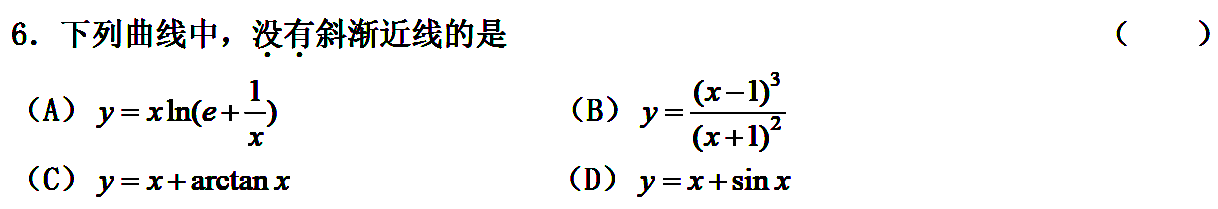 6. 下列曲线中，没有斜渐近线的是 （ ）
（A） y = x ln(e + 1/x) （B） y = (x−1)³/(x+1)²
（C） y = x + arctan x （D） y = x + sin x